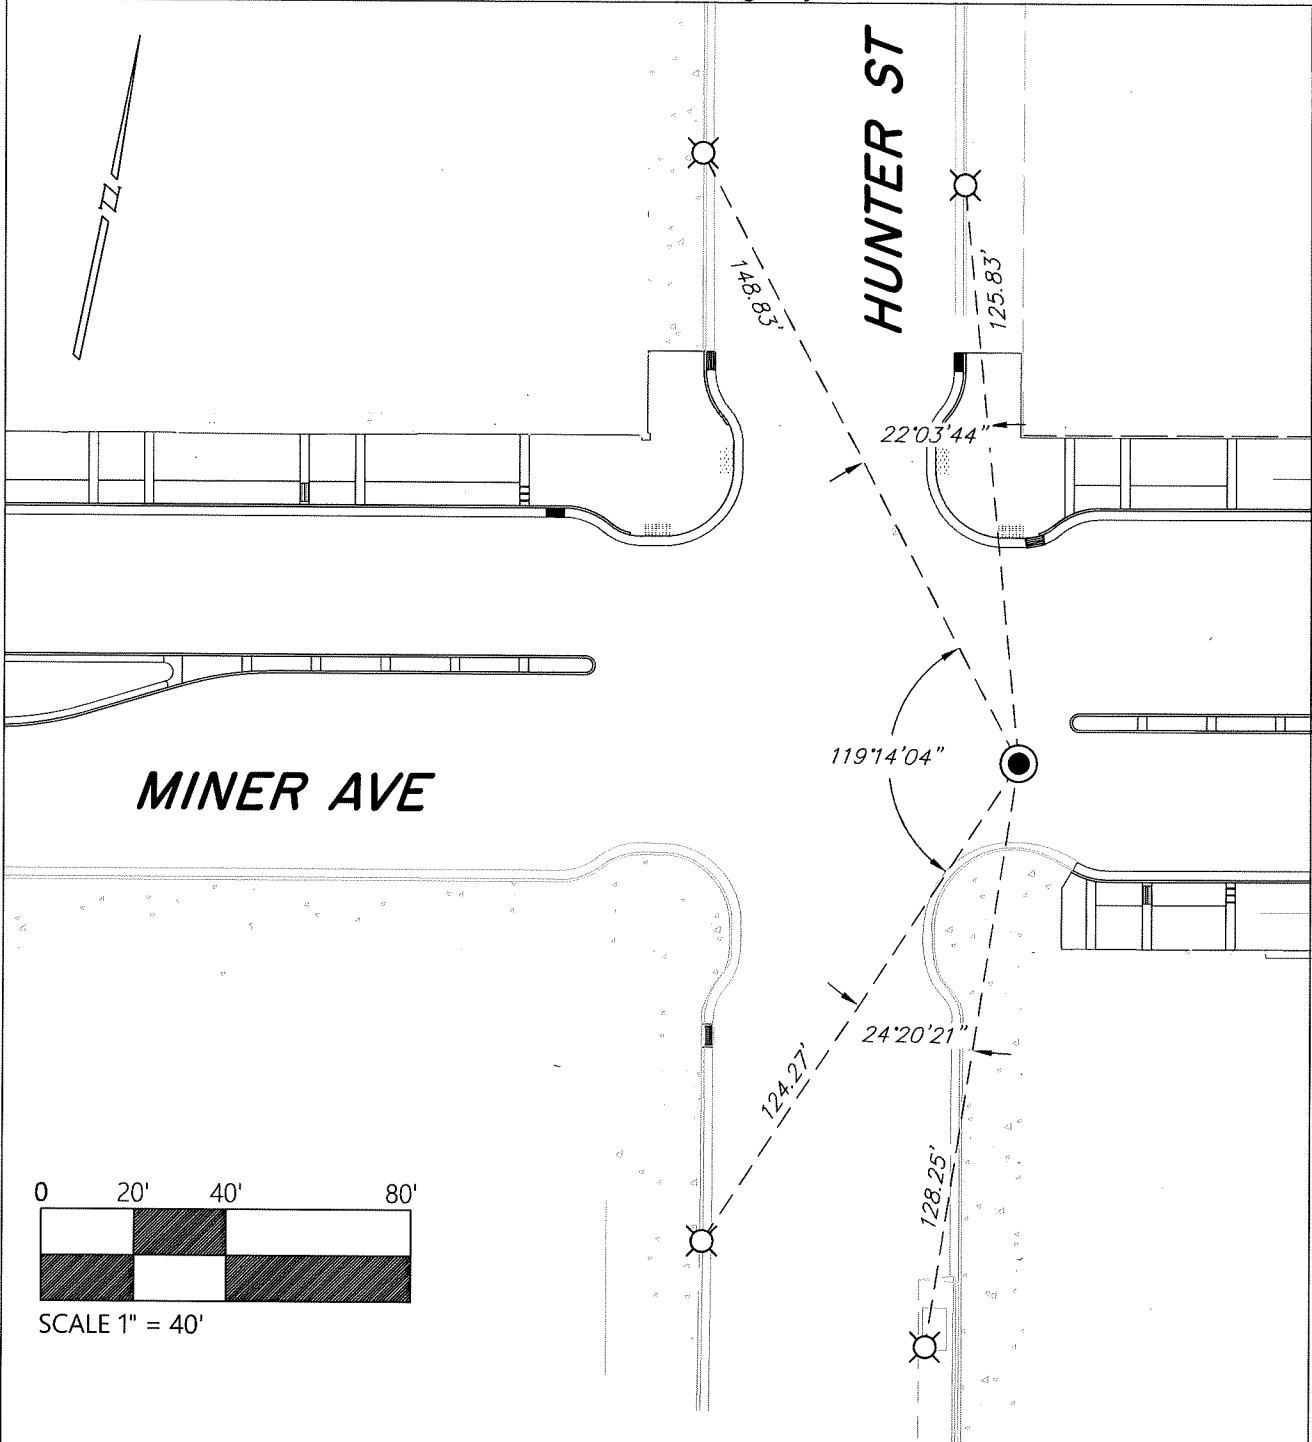 N
HUNTER ST
148.83'
125.83'
22°03'44"
119°14'04"
MINER AVE
24°20'21"
124.27'
128.25'
0 20' 40' 80'
SCALE 1" = 40'